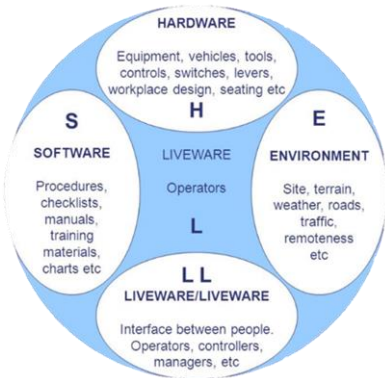 HARDWARE
Equipment, vehicles, tools,
controls, switches, levers,
workplace design, seating etc
H
S
SOFTWARE
Procedures,
checklists,
manuals,
training
materials,
charts etc
LIVEWARE
Operators
L
E
ENVIRONMENT
Site, terrain,
weather, roads,
traffic,
remoteness
etc
L L
LIVEWARE/LIVEWARE
Interface between people.
Operators, controllers,
managers, etc